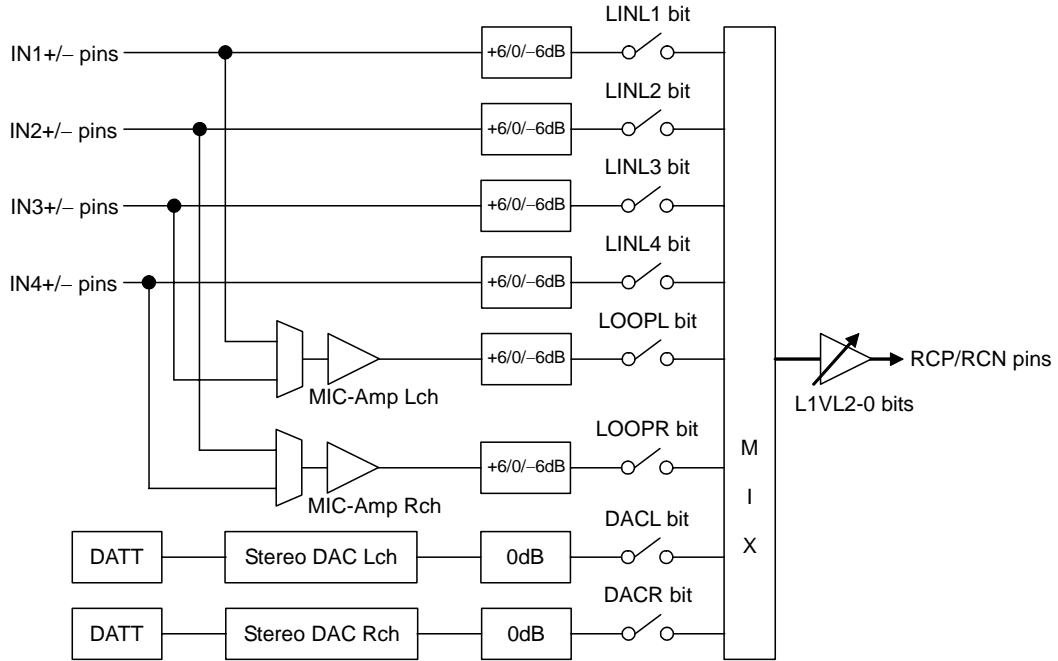 LINL1 bit
IN1+/− pins
+6/0/−6dB
LINL2 bit
IN2+/− pins
+6/0/−6dB
LINL3 bit
IN3+/− pins
+6/0/−6dB
LINL4 bit
IN4+/− pins
+6/0/−6dB
LOOPL bit
+6/0/−6dB
RCP/RCN pins
MIC-Amp Lch
L1VL2-0 bits
LOOPR bit
+6/0/−6dB
MIC-Amp Rch
M
I
X
DACL bit
DATT
Stereo DAC Lch
0dB
DACR bit
DATT
Stereo DAC Rch
0dB